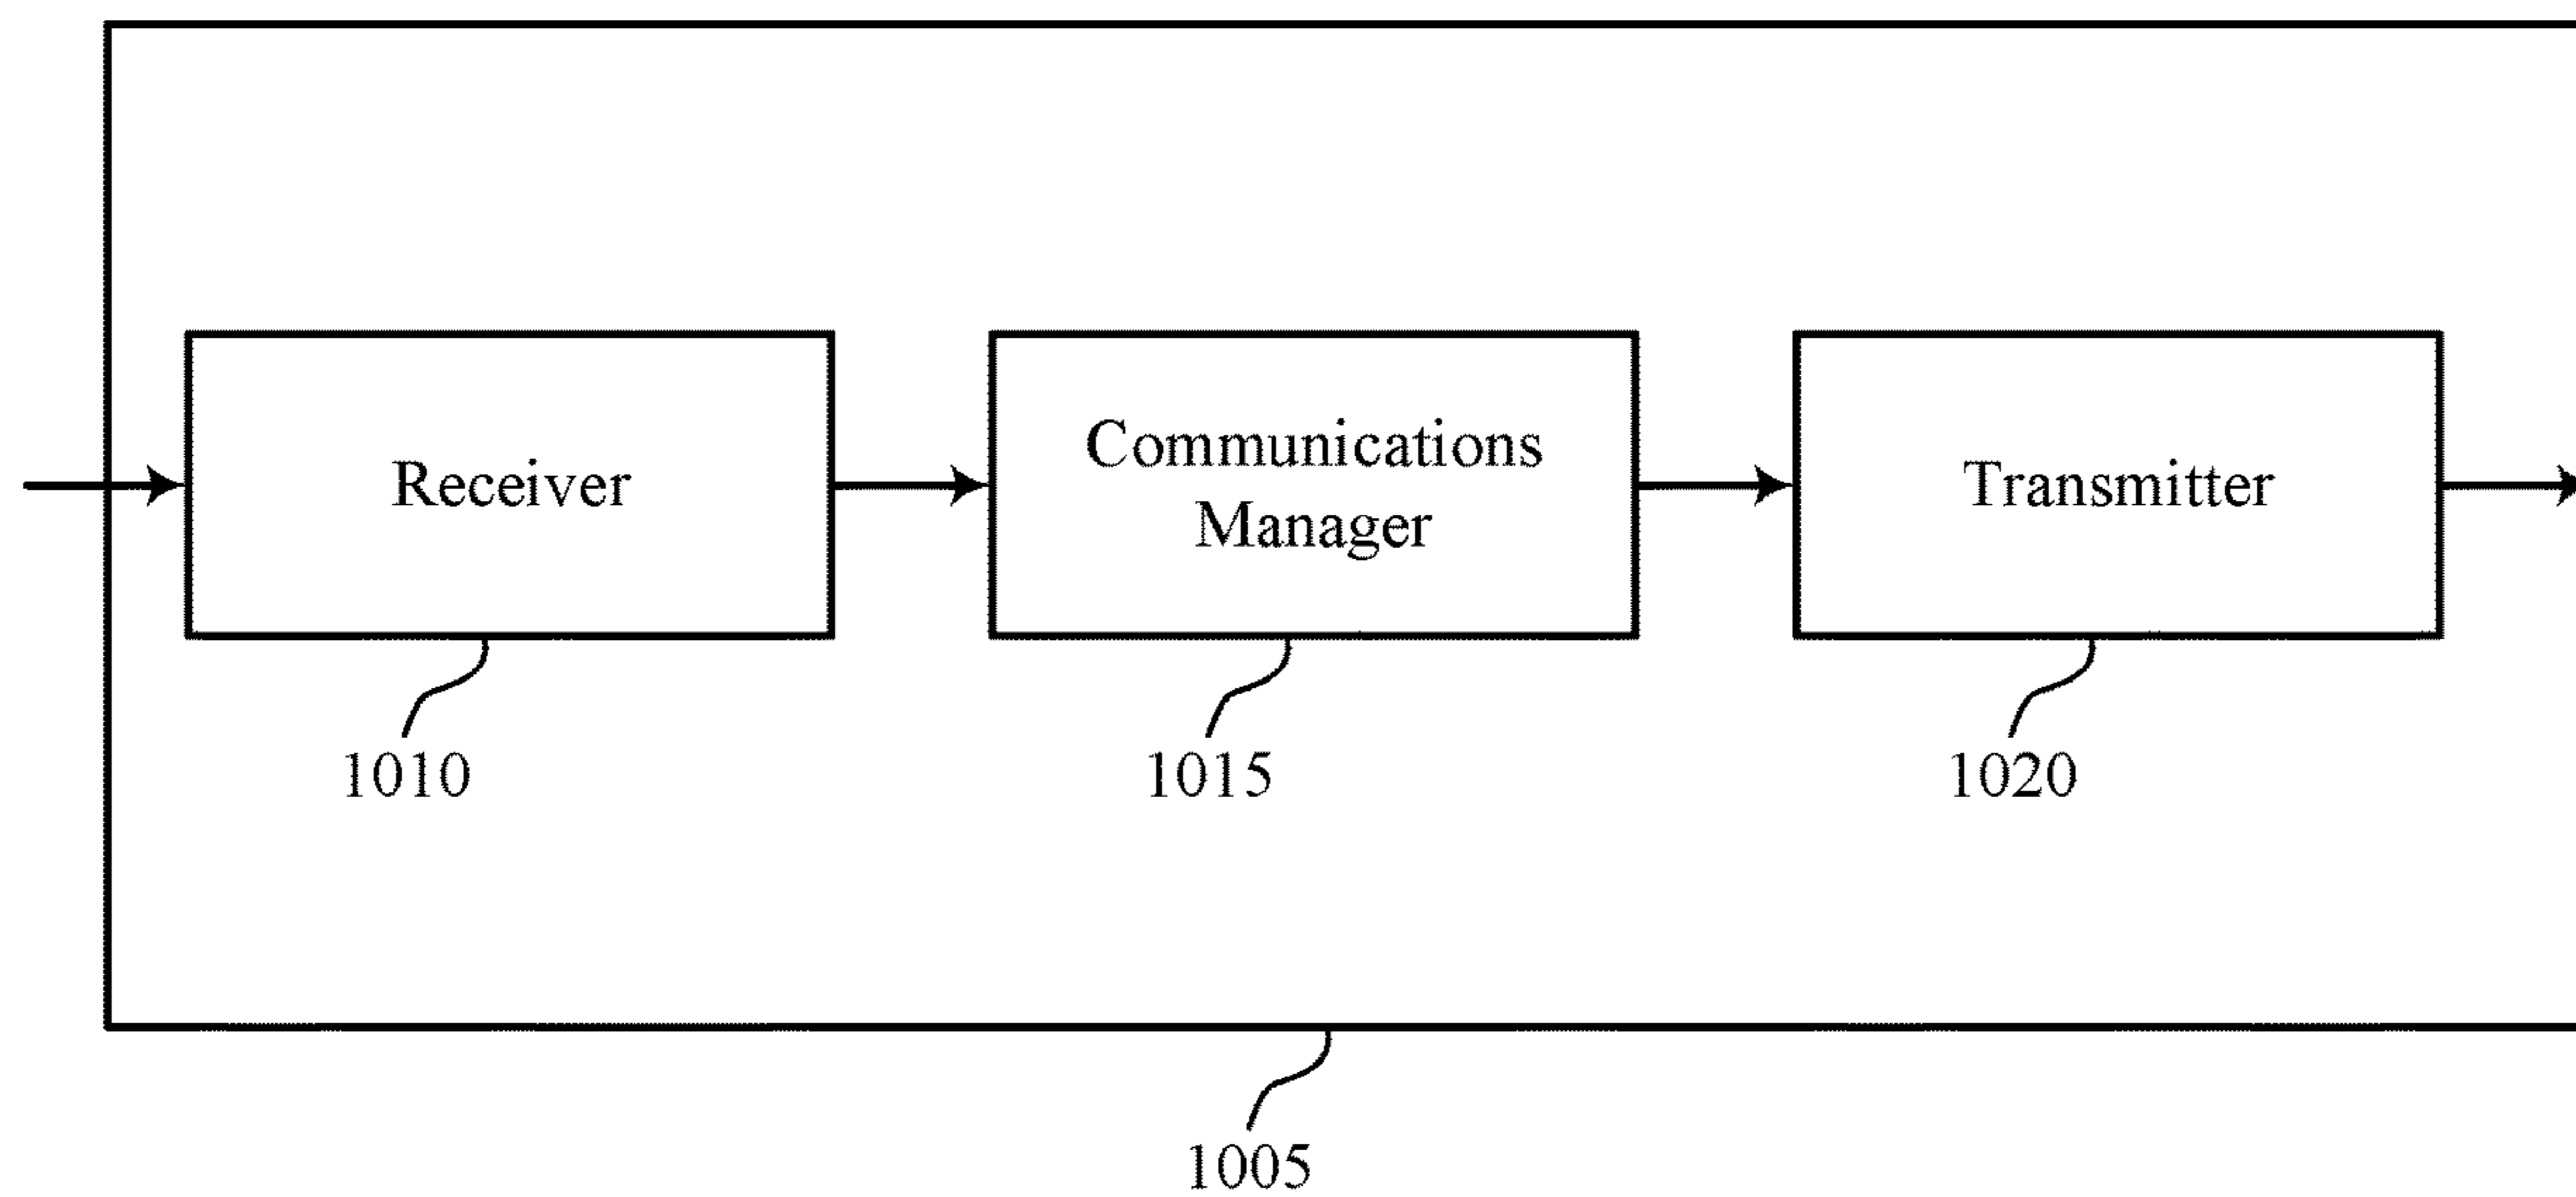 Receiver
Communications
Manager
Transmitter
1010
1015
1020
1005